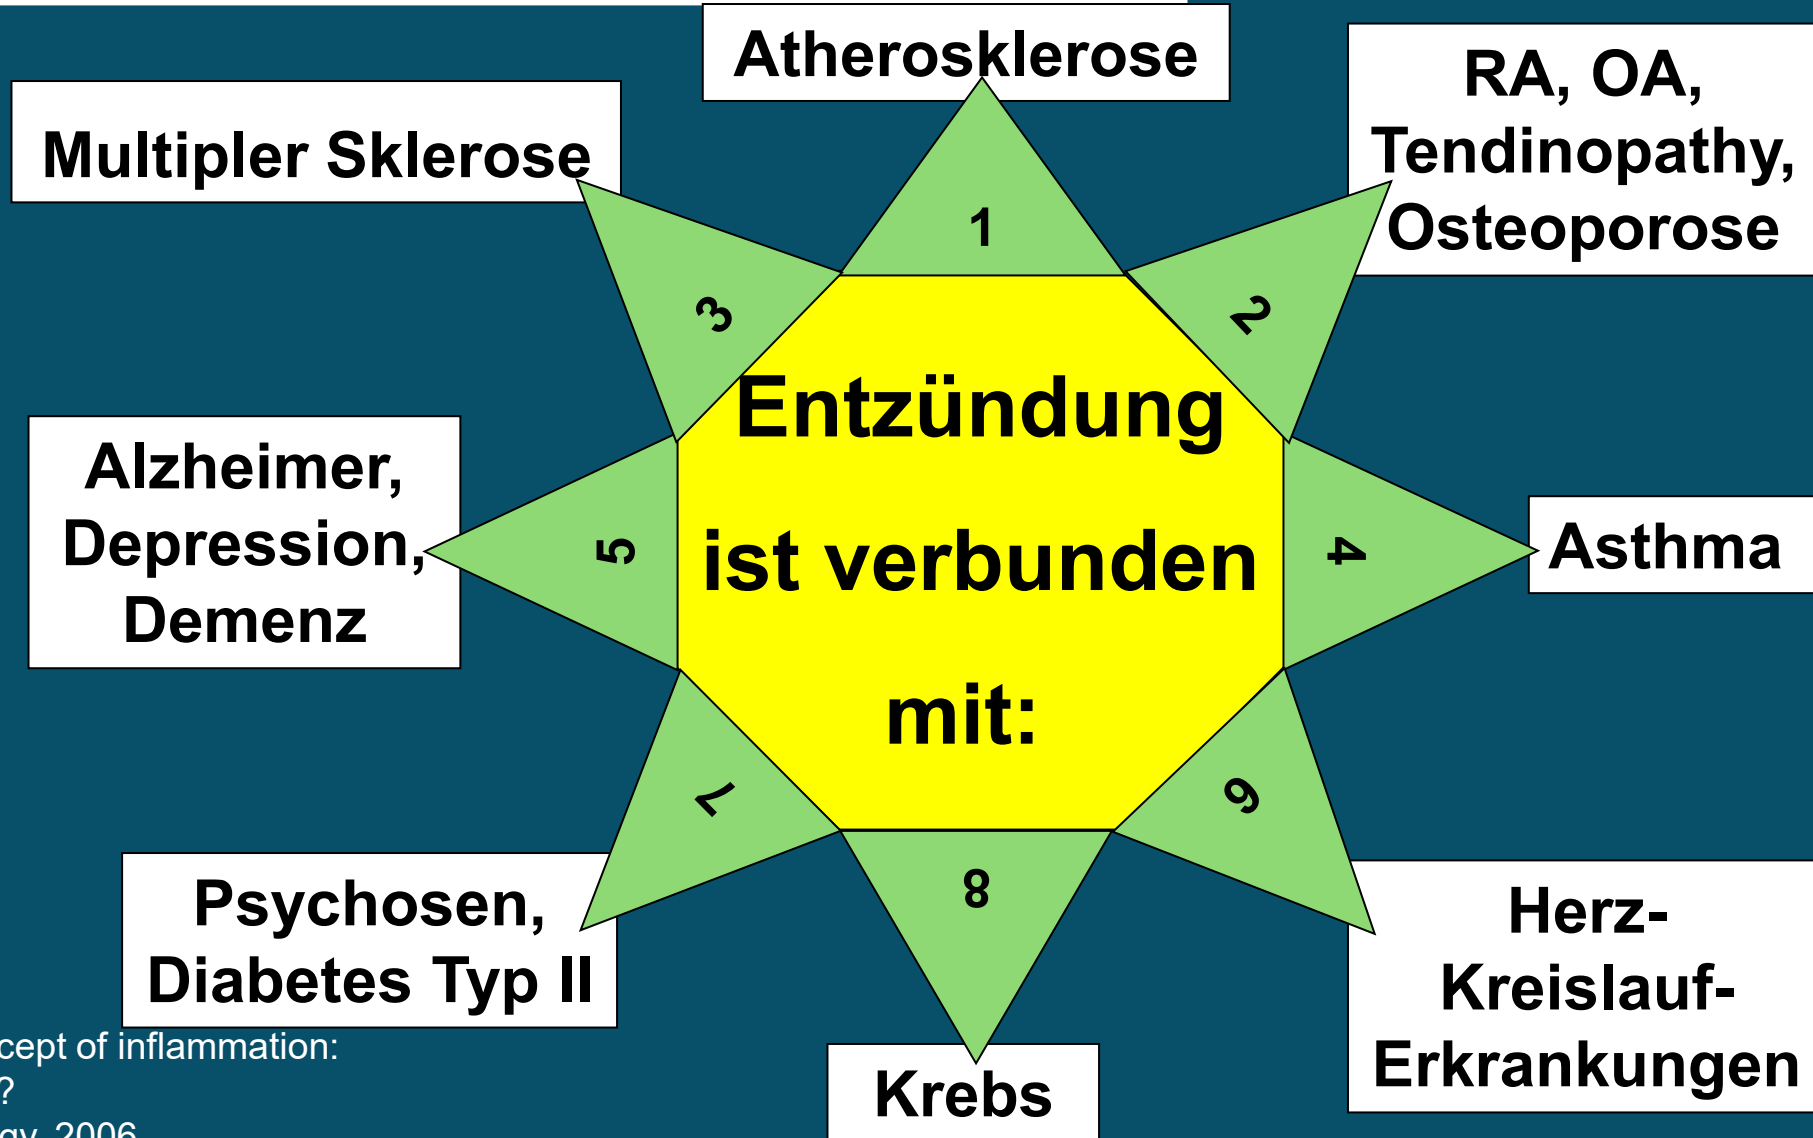 Atherosklerose
RA, OA,
Tendinopathy,
Osteoporose
Multipler Sklerose
1
2
3
Entzündung
ist verbunden
mit:
Alzheimer,
Depression,
Demenz
5
4
Asthma
7
6
8
Psychosen,
Diabetes Typ II
Herz-
Kreislauf-
Erkrankungen
Krebs
of inflammation:
?
2006